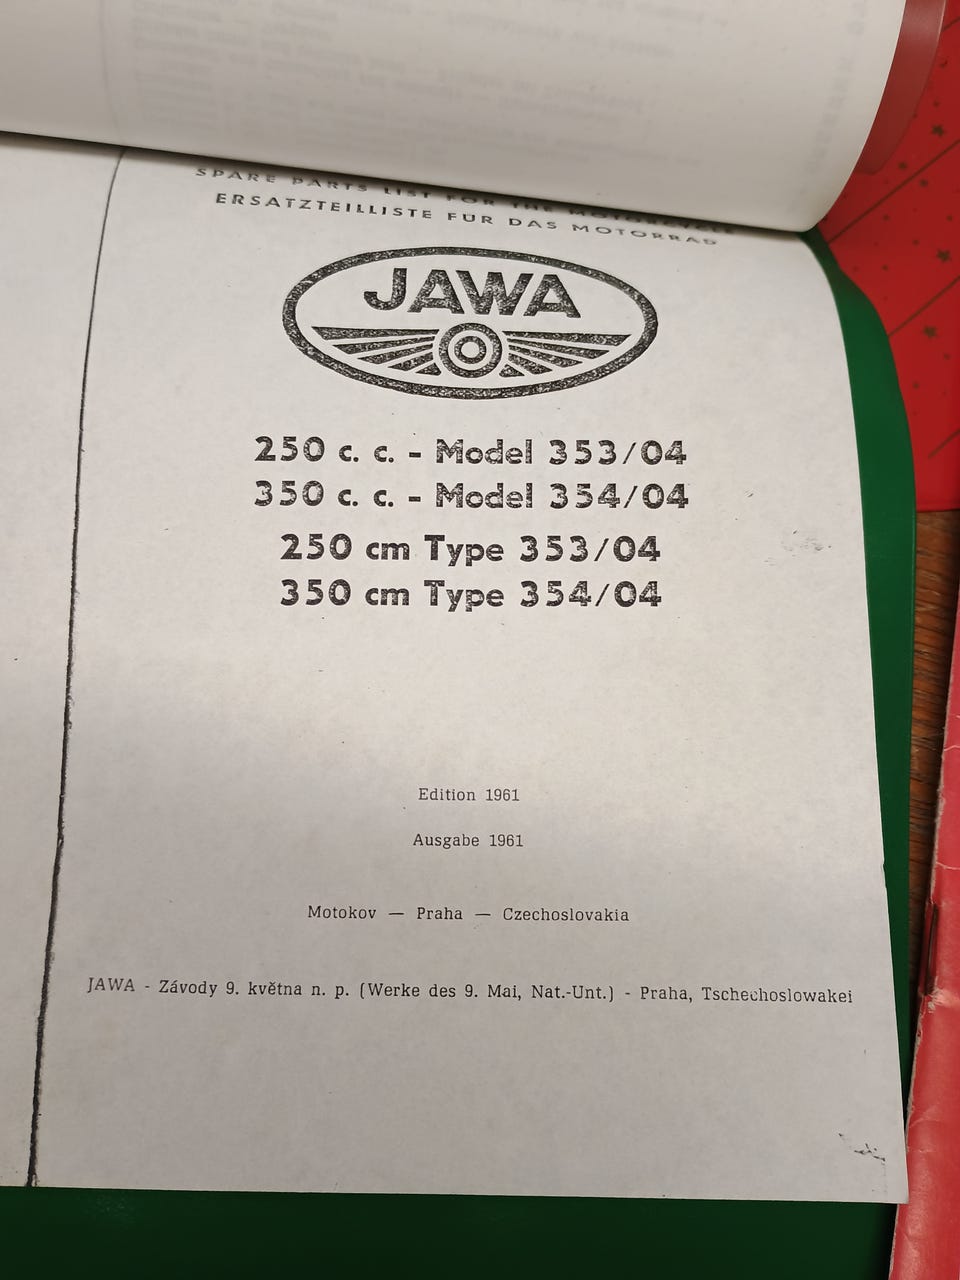 SPARE PARTS LIST FOR THE MOTORCYCLE
ERSATZTEILLISTE FÜR DAS MOTORRAD
JAWA
250 c. c. - Model 353/04
350 c. c. - Model 354/04
250 cm Type 353/04
350 cm Type 354/04
Edition 1961
Ausgabe 1961
Motokov — Praha — Czechoslovakia
JAWA - Závody 9. května n. p. (Werke des 9. Mai, Nat.-Unt.) - Praha, Tschechoslowakei